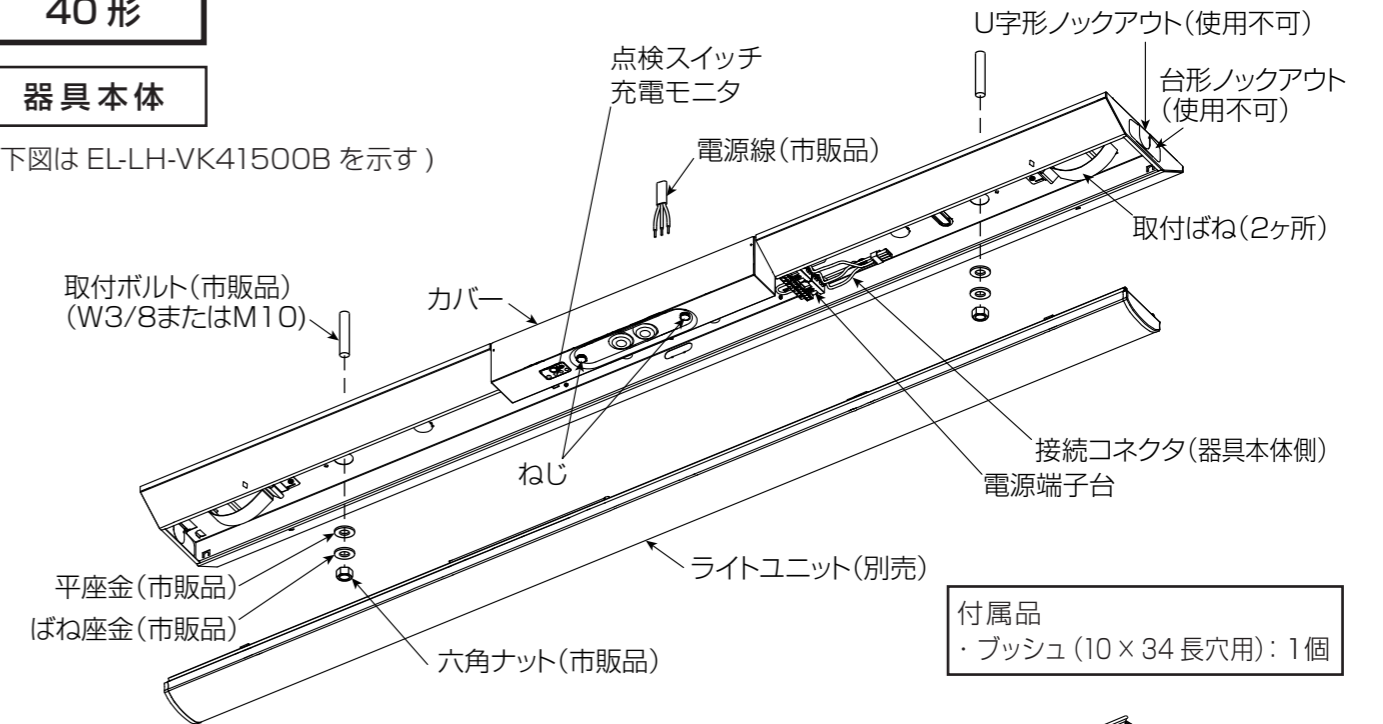 40形
器具本体
下図は EL-LH-VK41500B を示す )
U字形ノックアウト(使用不可)
点検スイッチ
充電モニタ
台形ノックアウト
(使用不可)
電源線(市販品)
取付ばね(2ヶ所)
取付ボルト(市販品)
(W3/8またはM10)
カバー
ねじ
接続コネクタ(器具本体側)
電源端子台
平座金(市販品)
ばね座金(市販品)
六角ナット(市販品)
ライトユニット(別売)
付属品
・ブッシュ (10 × 34 長穴用) : 1個